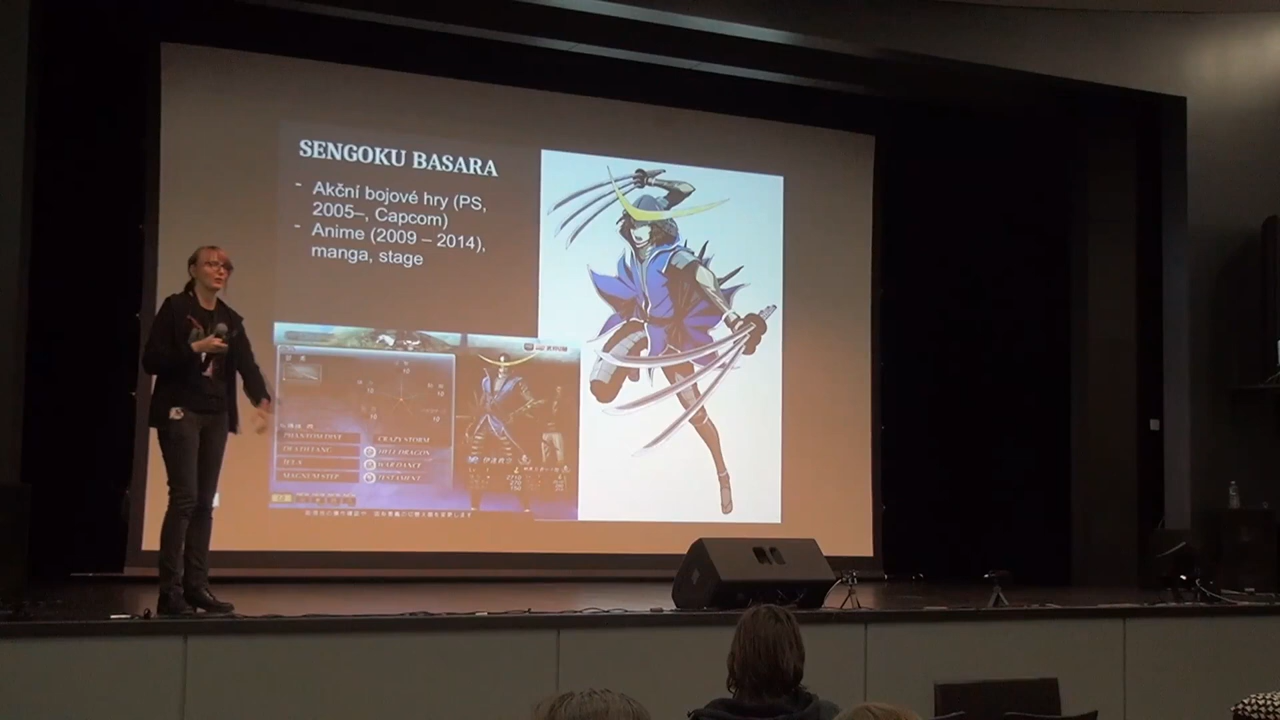 SENGOKU BASARA
- Akční bojové hry (PS,
2005–, Capcom)
- Anime (2009 – 2014),
manga, stage
PHANTOM DIVE
CRAZY STORM
DEATH FANG
HELL DRAGON
JET-X
WAR DANCE
MAGNUM STEP
TESTAMENT